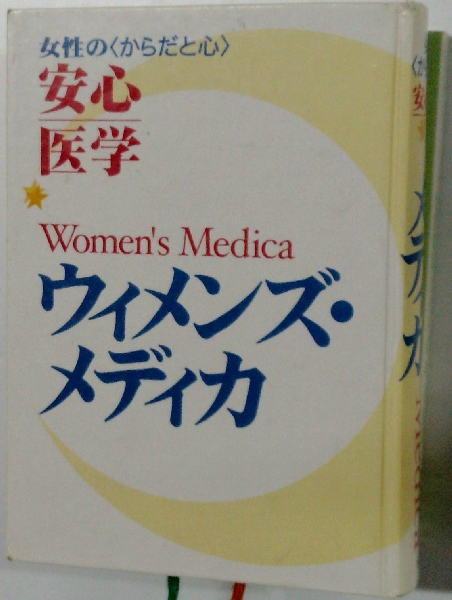 女性の〈からだと心〉
安心
医学
Women's Medica
ウィメンズ・
メディカ